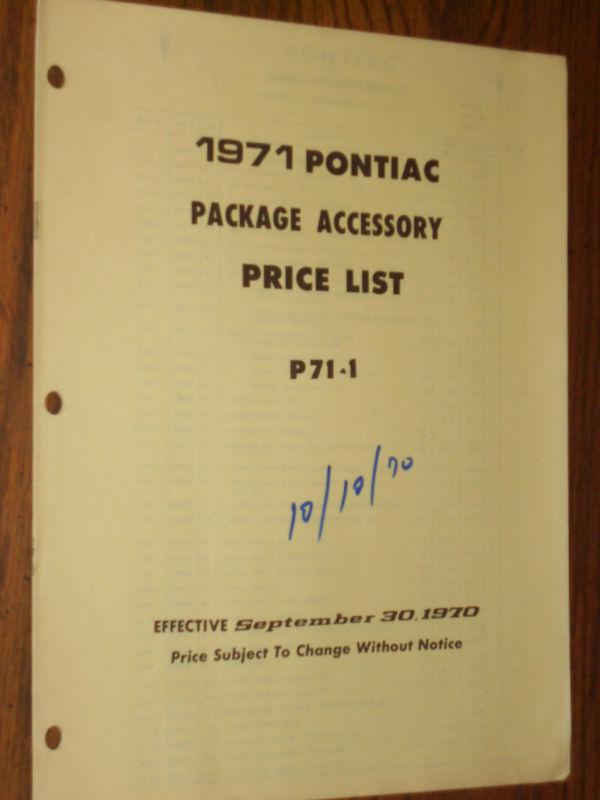 PONTIAC
1971 PONTIAC
PACKAGE ACCESSORY
PRICE LIST
P71-1
10/10/70
EFFECTIVE September 30, 1970
Price Subject To Change Without Notice